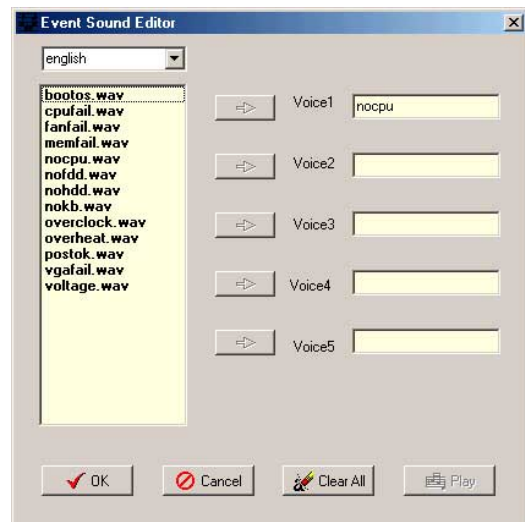 Event Sound Editor
english
bootos.wav
cpufail.wav
fanfail.wav
memfail.wav
nocpu.wav
nofdd.wav
nohdd.wav
nokb.wav
overclock.wav
overheat.wav
postok.wav
vgafail.wav
voltage.wav
Voice1 nocpu
Voice2
Voice3
Voice4
Voice5
OK Cancel Clear All Play